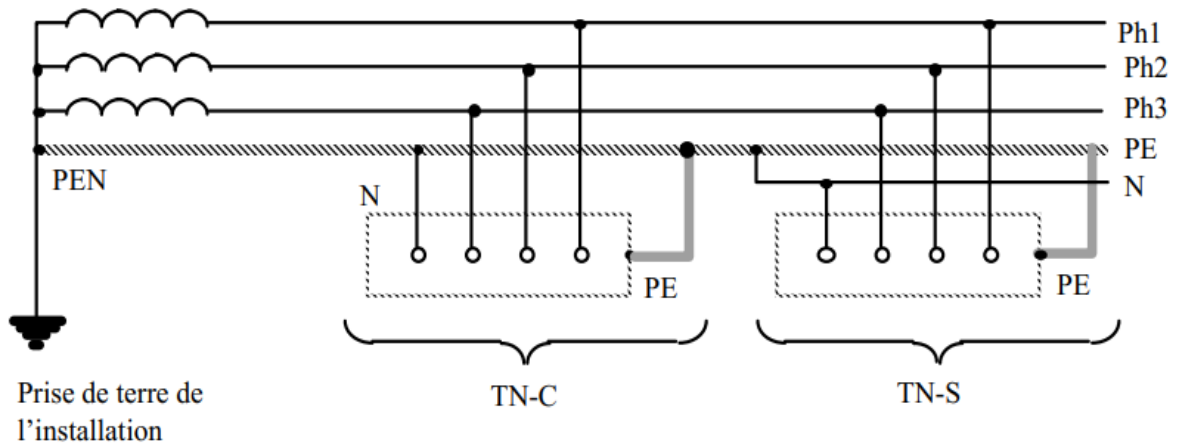 Ph1
Ph2
Ph3
PE
PEN
N
N
PE
PE
TN-C
TN-S
Prise de terre de
l’installation